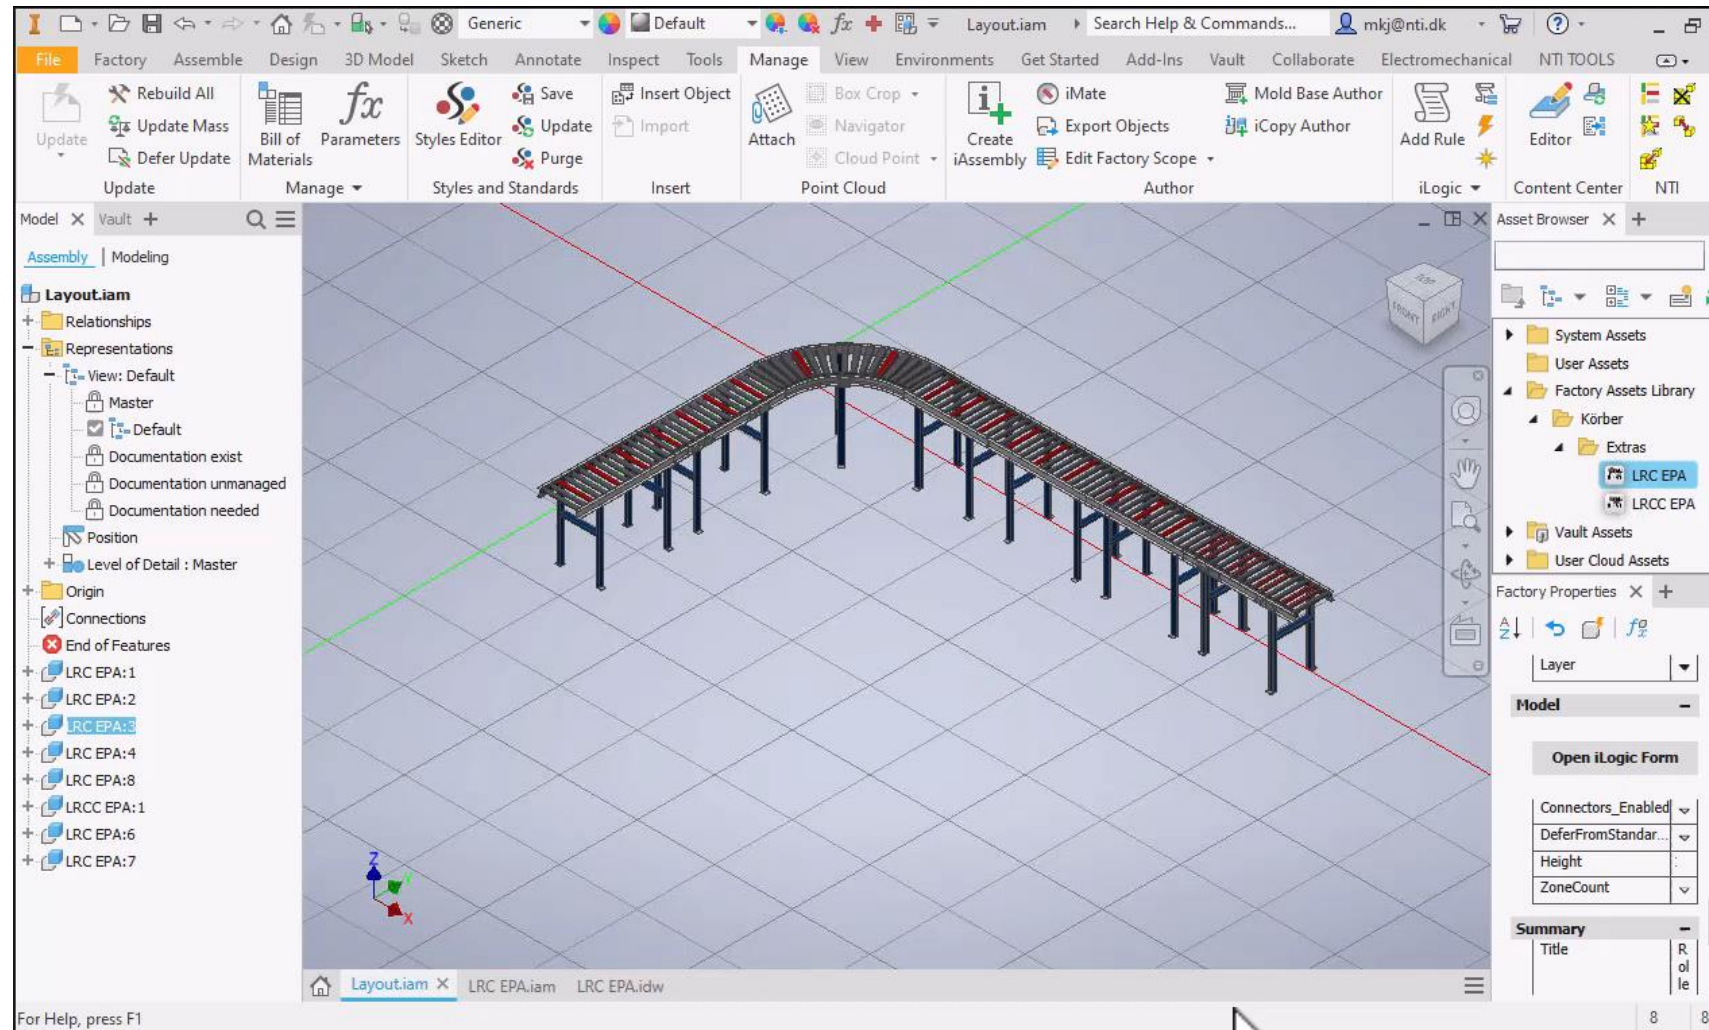 Generic
Default
fx
Layout.iam
Search Help & Commands...
mkj@nti.dk
File Factory Assemble Design 3D Model Sketch Annotate Inspect Tools Manage View Environments Get Started Add-Ins Vault Collaborate Electromechanical NTI TOOLS
Update
Rebuild All
Update Mass
Defer Update
Update
Bill of Materials
fx
Parameters
Manage
Styles Editor
Save
Update
Purge
Styles and Standards
Insert Object
Import
Insert
Attach
Box Crop
Navigator
Cloud Point
Point Cloud
Create iAssembly
iMate
Export Objects
Edit Factory Scope
Mold Base Author
iCopy Author
Author
Add Rule
iLogic
Editor
Content Center
NTI
Model
Vault
Assembly | Modeling
Layout.iam
Relationships
Representations
View: Default
Master
Default
Documentation exist
Documentation unmanaged
Documentation needed
Position
Level of Detail : Master
Origin
Connections
End of Features
LRC EPA:1
LRC EPA:2
LRC EPA:3
LRC EPA:4
LRC EPA:8
LRCC EPA:1
LRC EPA:6
LRC EPA:7
TOP
FRONT
RIGHT
Z
Y
X
Layout.iam
LRC EPA.iam
LRC EPA.idw
Asset Browser
System Assets
User Assets
Factory Assets Library
Körber
Extras
LRC EPA
LRCC EPA
Vault Assets
User Cloud Assets
Factory Properties
Layer
Model
Open iLogic Form
Connectors_Enabled
DeferFromStandar...
Height
ZoneCount
Summary
Title
R
ol
le
For Help, press F1
8 8